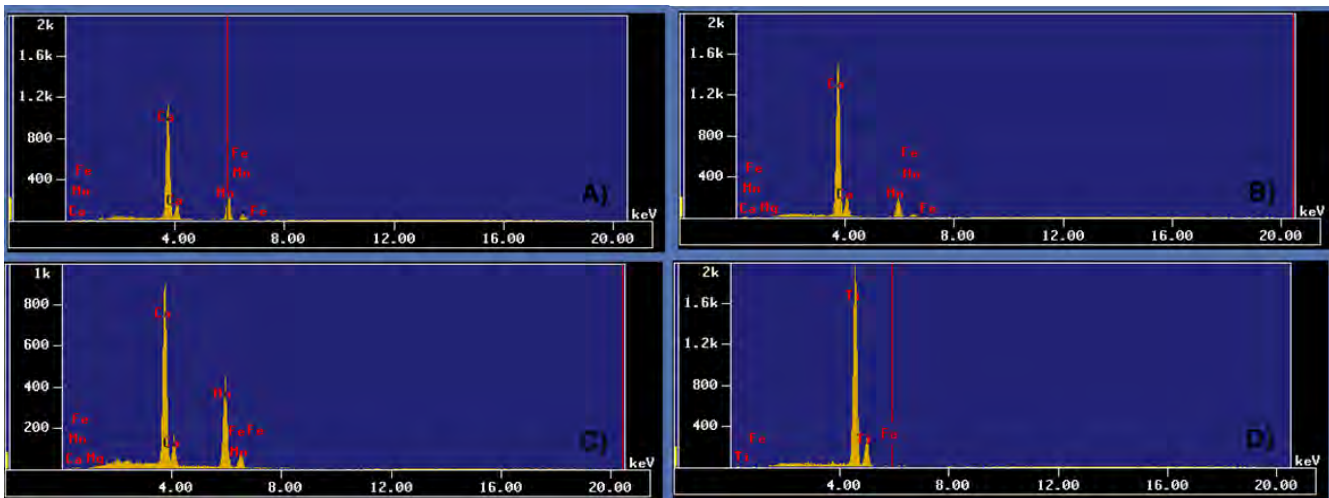 2k
1.6k
1.2k
800
400
Ca
Ca
Fe
Mn
Ca
Fe
Mn
Mn
Fe
A)
keV
4.00 8.00 12.00 16.00 20.00
2k
1.6k
1.2k
800
400
Ca
Ca
Fe
Mn
Ca Mg
Fe
Mn
Mn
Fe
B)
keV
4.00 8.00 12.00 16.00 20.00
1k
800
600
400
200
Ca
Ca
Fe
Mn
Ca Mg
Mn
Fe Fe
Mn
C)
keV
4.00 8.00 12.00 16.00 20.00
2k
1.6k
1.2k
800
400
Ti
Fe
Ti
Ti Fe
D)
keV
4.00 8.00 12.00 16.00 20.00